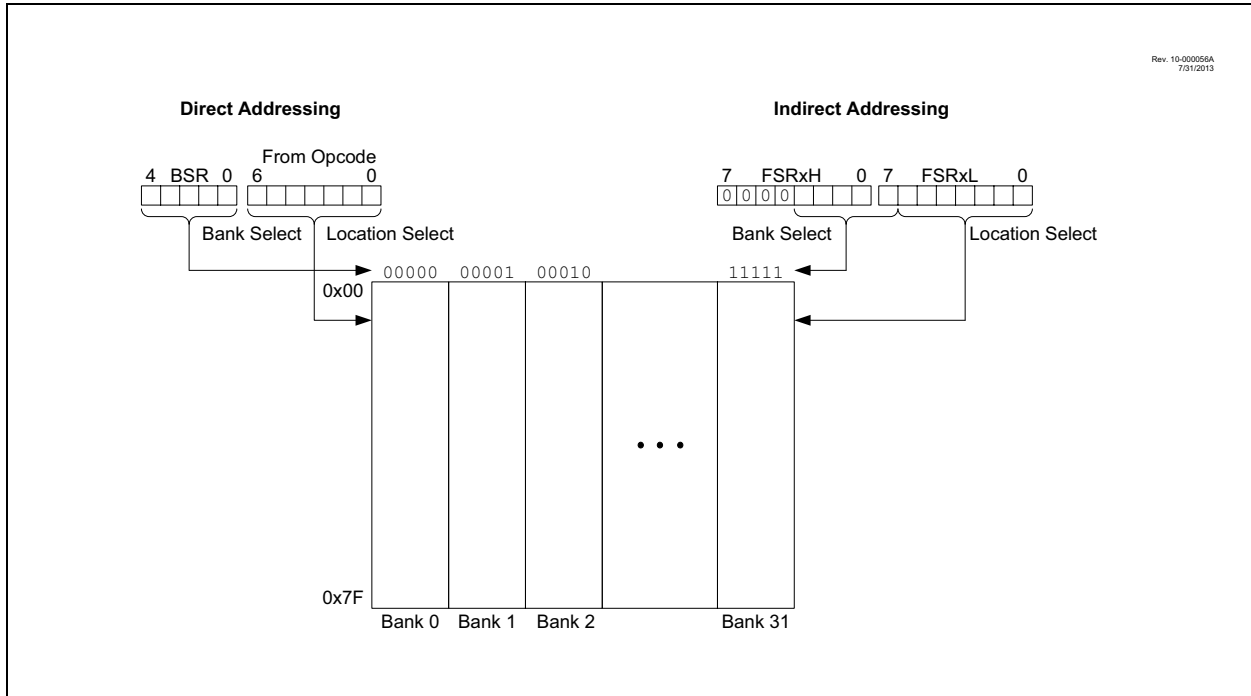 Rev. 10-000056A
7/31/2013
Direct Addressing
Indirect Addressing
From Opcode
4 BSR 0 6 0
7 FSRxH 0 7 FSRxL 0
0 0 0 0
Bank Select Location Select
Bank Select Location Select
00000 00001 00010 11111
0x00
0x7F
Bank 0 Bank 1 Bank 2 Bank 31